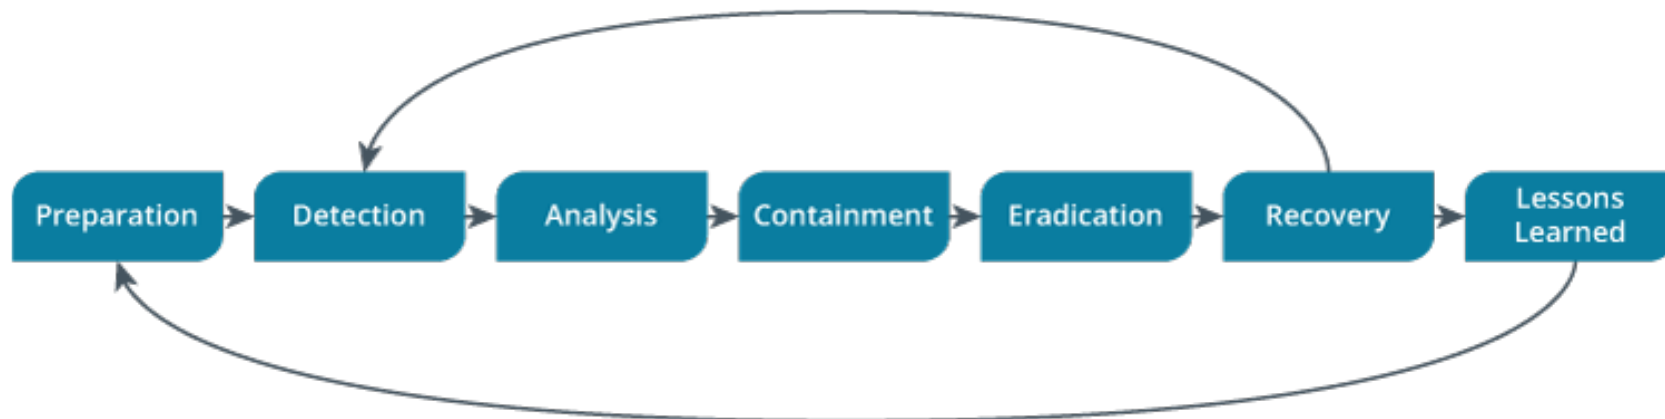 Preparation
Detection
Analysis
Containment
Eradication
Recovery
Lessons
Learned